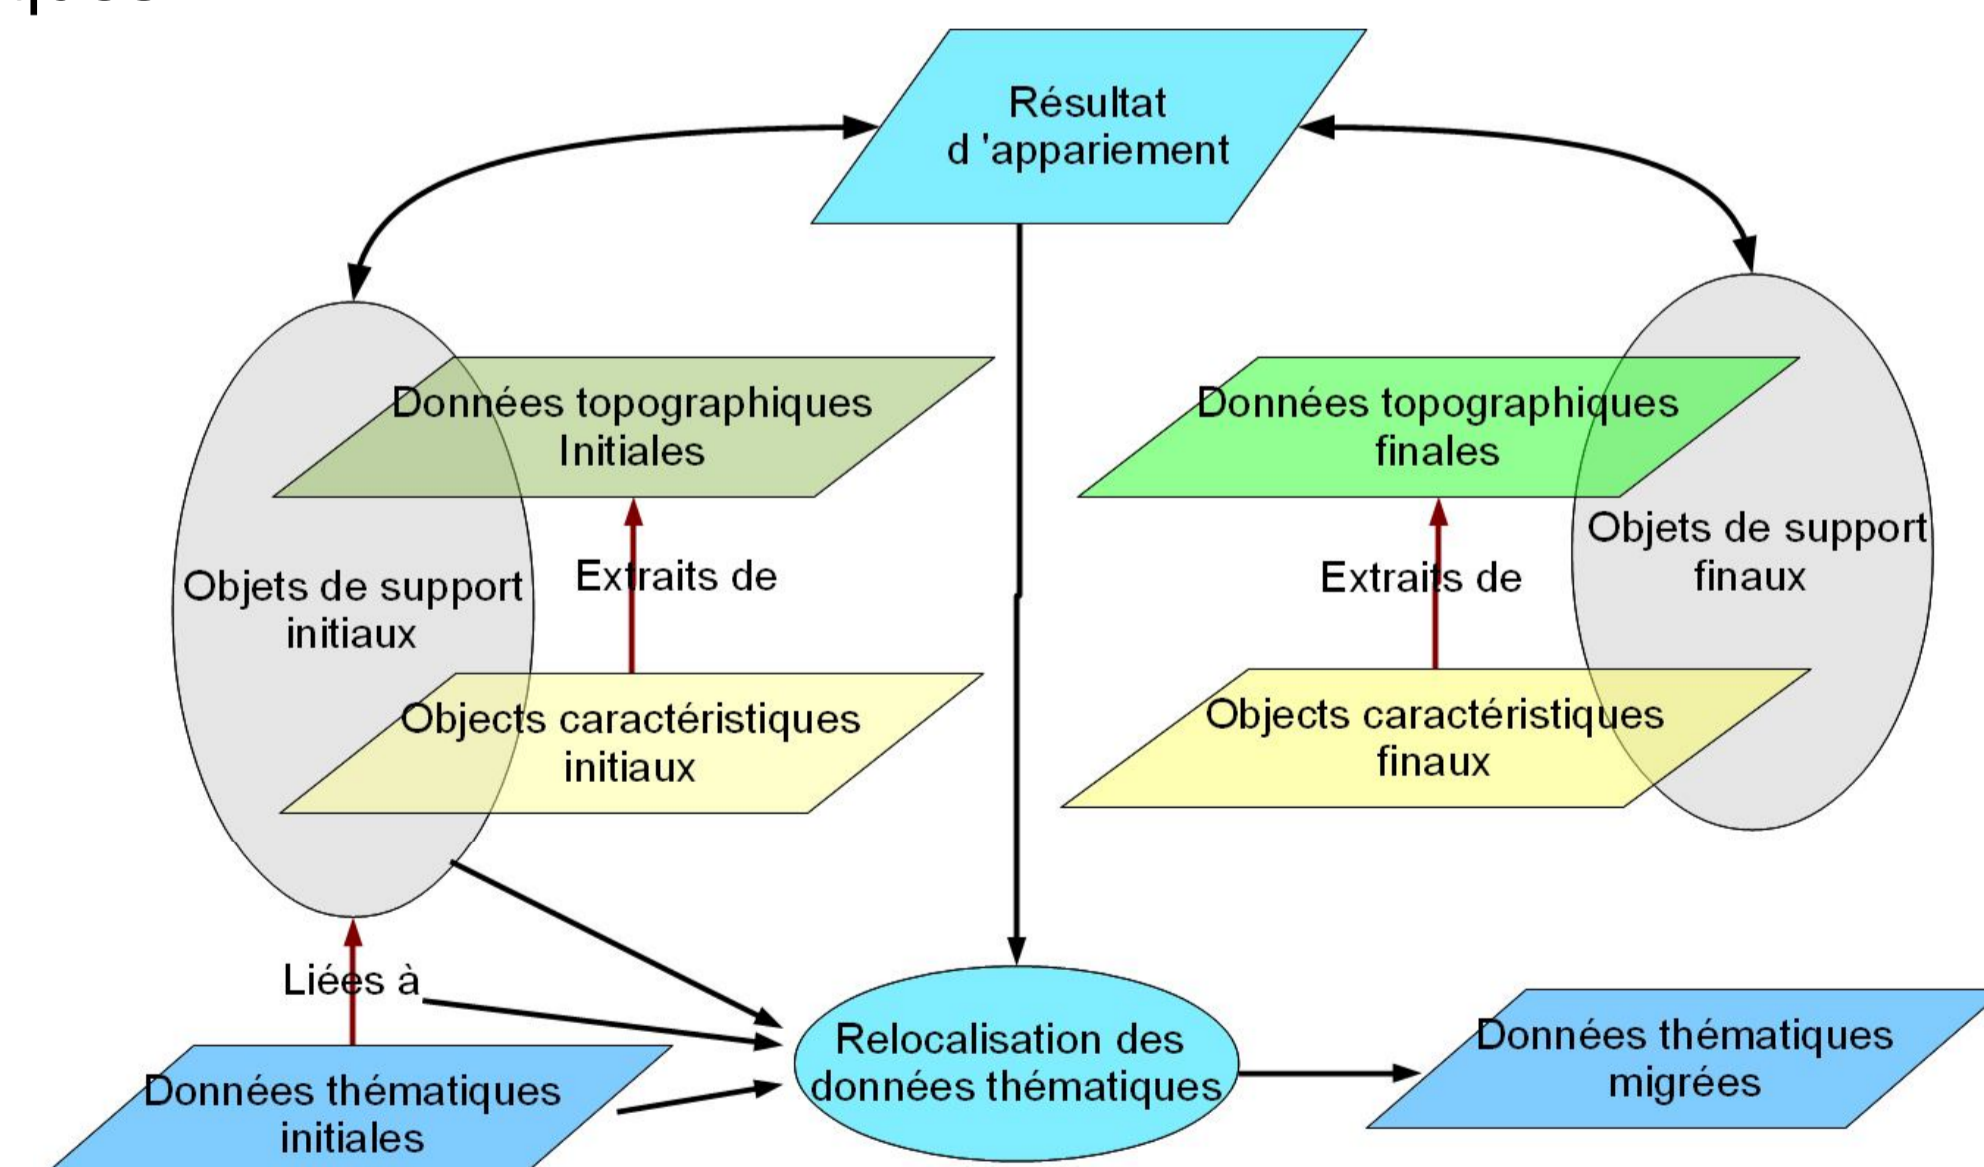 Résultat
d 'appariement
Données topographiques
Initiales
Données topographiques
finales
Objets de support
initiaux
Extraits de
Extraits de
Objets de support
finaux
Objects caractéristiques
initiaux
Objects caractéristiques
finaux
Liées à
Données thématiques
initiales
Relocalisation des
données thématiques
Données thématiques
migrées